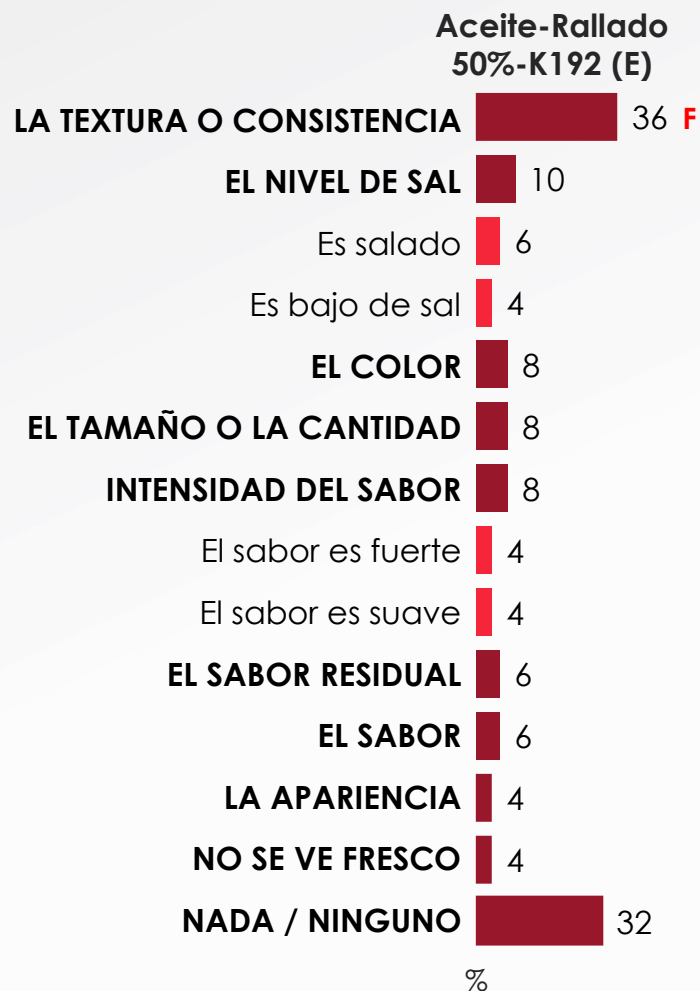 Aceite-Rallado
50%-K192 (E)
LA TEXTURA O CONSISTENCIA 36 F
EL NIVEL DE SAL 10
Es salado 6
Es bajo de sal 4
EL COLOR 8
EL TAMAÑO O LA CANTIDAD 8
INTENSIDAD DEL SABOR 8
El sabor es fuerte 4
El sabor es suave 4
EL SABOR RESIDUAL 6
EL SABOR 6
LA APARIENCIA 4
NO SE VE FRESCO 4
NADA / NINGUNO 32
%